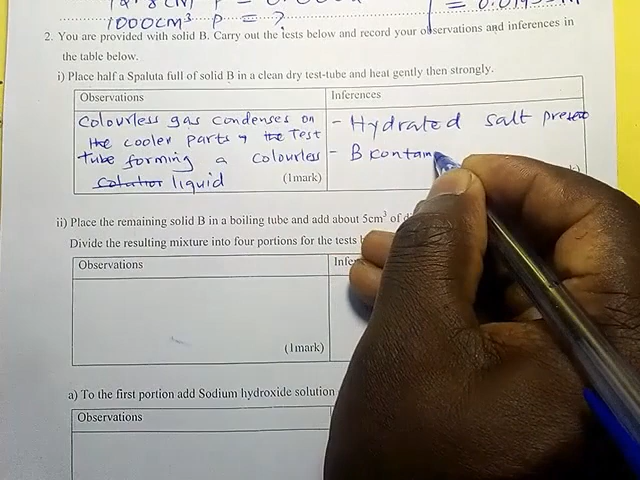 1000cm³ P = ?
2. You are provided with solid B. Carry out the tests below and record your observations and inferences in
the table below.
i) Place half a Spaluta full of solid B in a clean dry test-tube and heat gently then strongly.
Observations
Inferences
Colourless gas condenses on
the cooler parts of the Test
tube forming a colourless
liquid
(1mark)
- Hydrated salt present
- B contain
ii) Place the remaining solid B in a boiling tube and add about 5cm³ of
Divide the resulting mixture into four portions for the tests
Observations
(1mark)
a) To the first portion add Sodium hydroxide solution
Observations